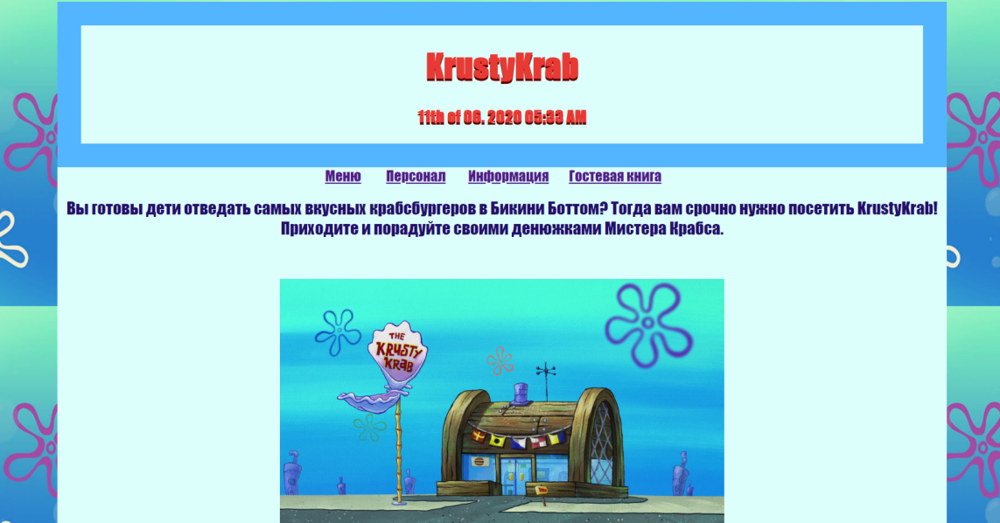 KrustyKrab
11th of 06. 2020 05:33 AM
Меню Персонал Информация Гостевая книга
Вы готовы дети отведать самых вкусных крабсбургеров в Бикини Боттом? Тогда вам срочно нужно посетить KrustyKrab!
Приходите и порадуйте своими денюжками Мистера Крабса.
THE
KRUSTY
KRAB